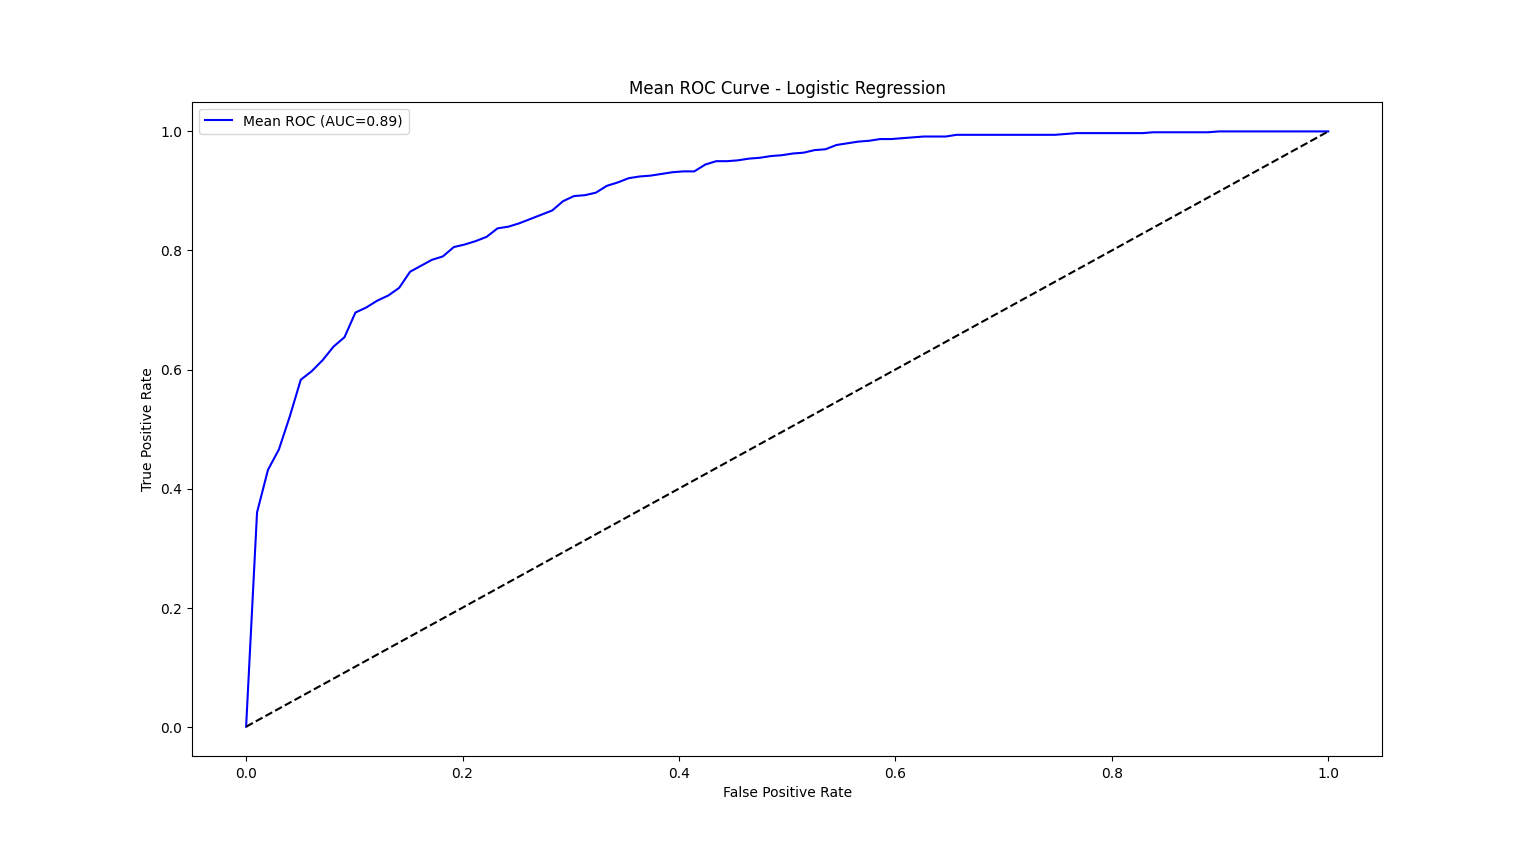 Mean ROC Curve - Logistic Regression
Mean ROC (AUC=0.89)
1.0
0.8
0.6
0.4
0.2
0.0
True Positive Rate
0.0 0.2 0.4 0.6 0.8 1.0
False Positive Rate